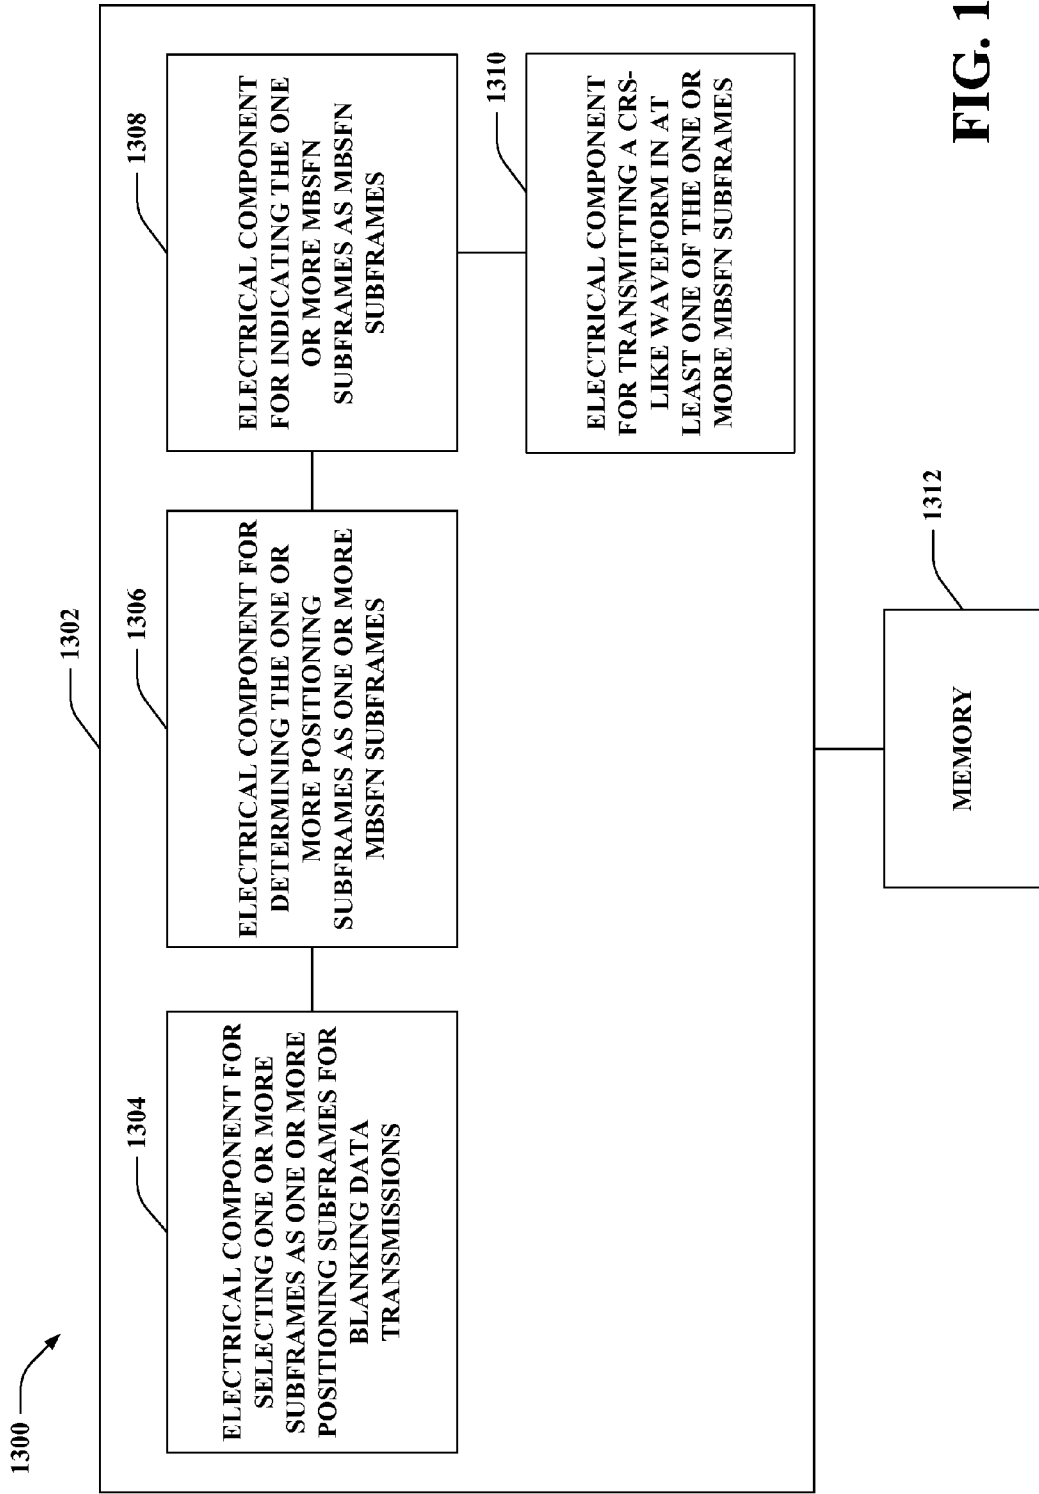 1300
1302
1304
ELECTRICAL COMPONENT FOR
SELECTING ONE OR MORE
SUBFRAMES AS ONE OR MORE
POSITIONING SUBFRAMES FOR
BLANKING DATA
TRANSMISSIONS
1306
ELECTRICAL COMPONENT FOR
DETERMINING THE ONE OR
MORE POSITIONING
SUBFRAMES AS ONE OR MORE
MBSFN SUBFRAMES
1308
ELECTRICAL COMPONENT
FOR INDICATING THE ONE
OR MORE MBSFN
SUBFRAMES AS MBSFN
SUBFRAMES
1310
ELECTRICAL COMPONENT
FOR TRANSMITTING A CRS-
LIKE WAVEFORM IN AT
LEAST ONE OF THE ONE OR
MORE MBSFN SUBFRAMES
1312
MEMORY
FIG. 1